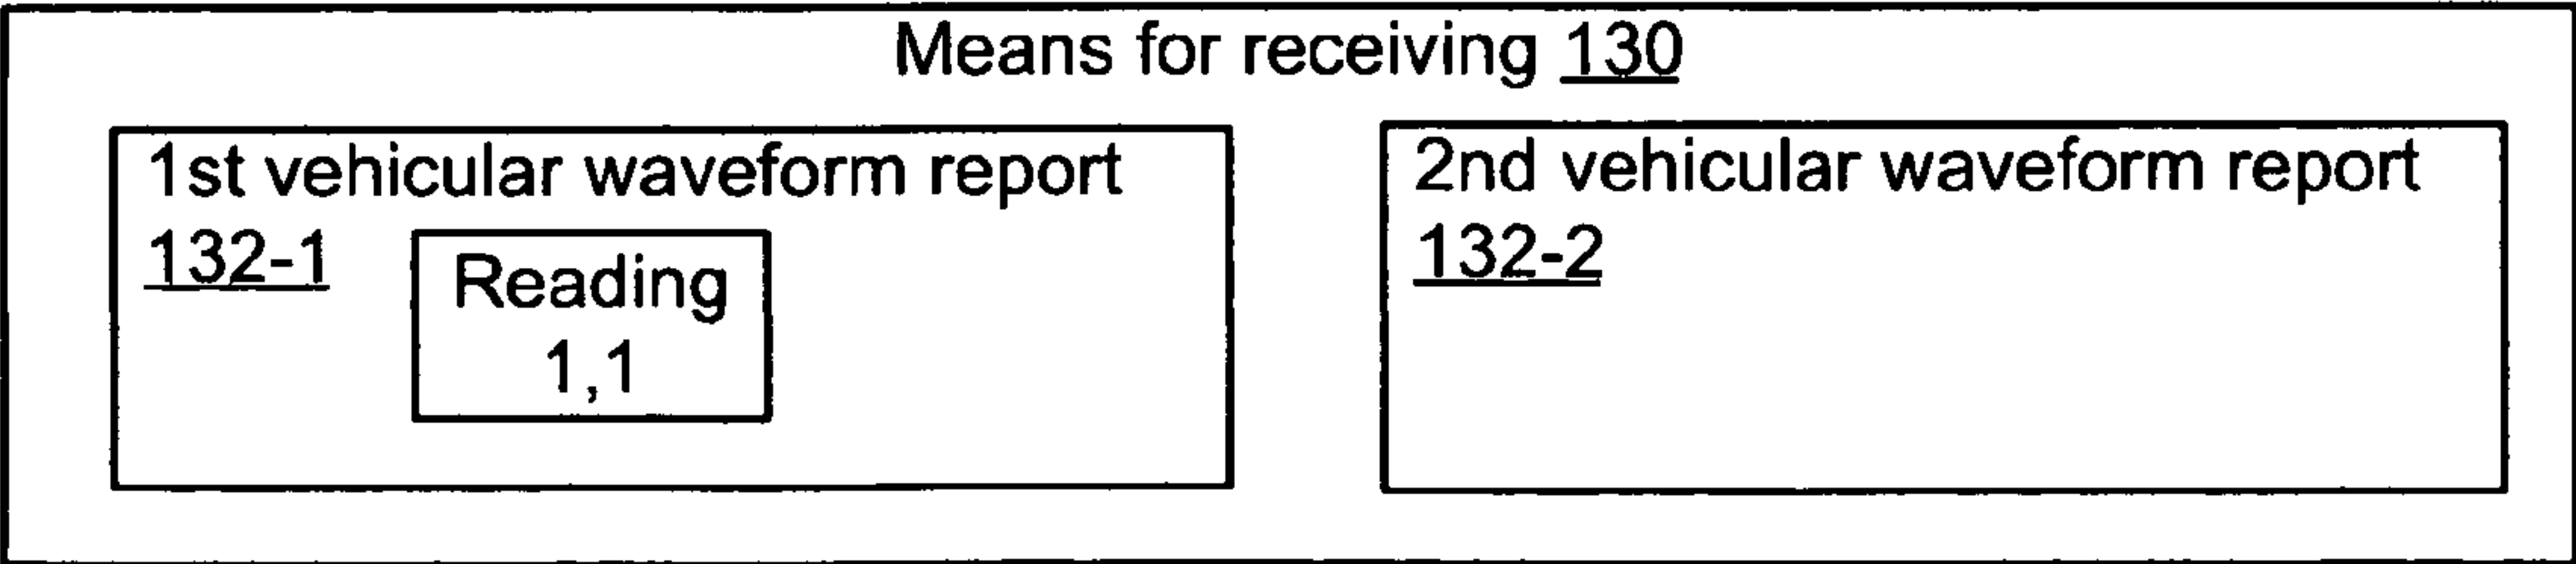 Means for receiving 130
1st vehicular waveform report
132-1
Reading
1,1
2nd vehicular waveform report
132-2